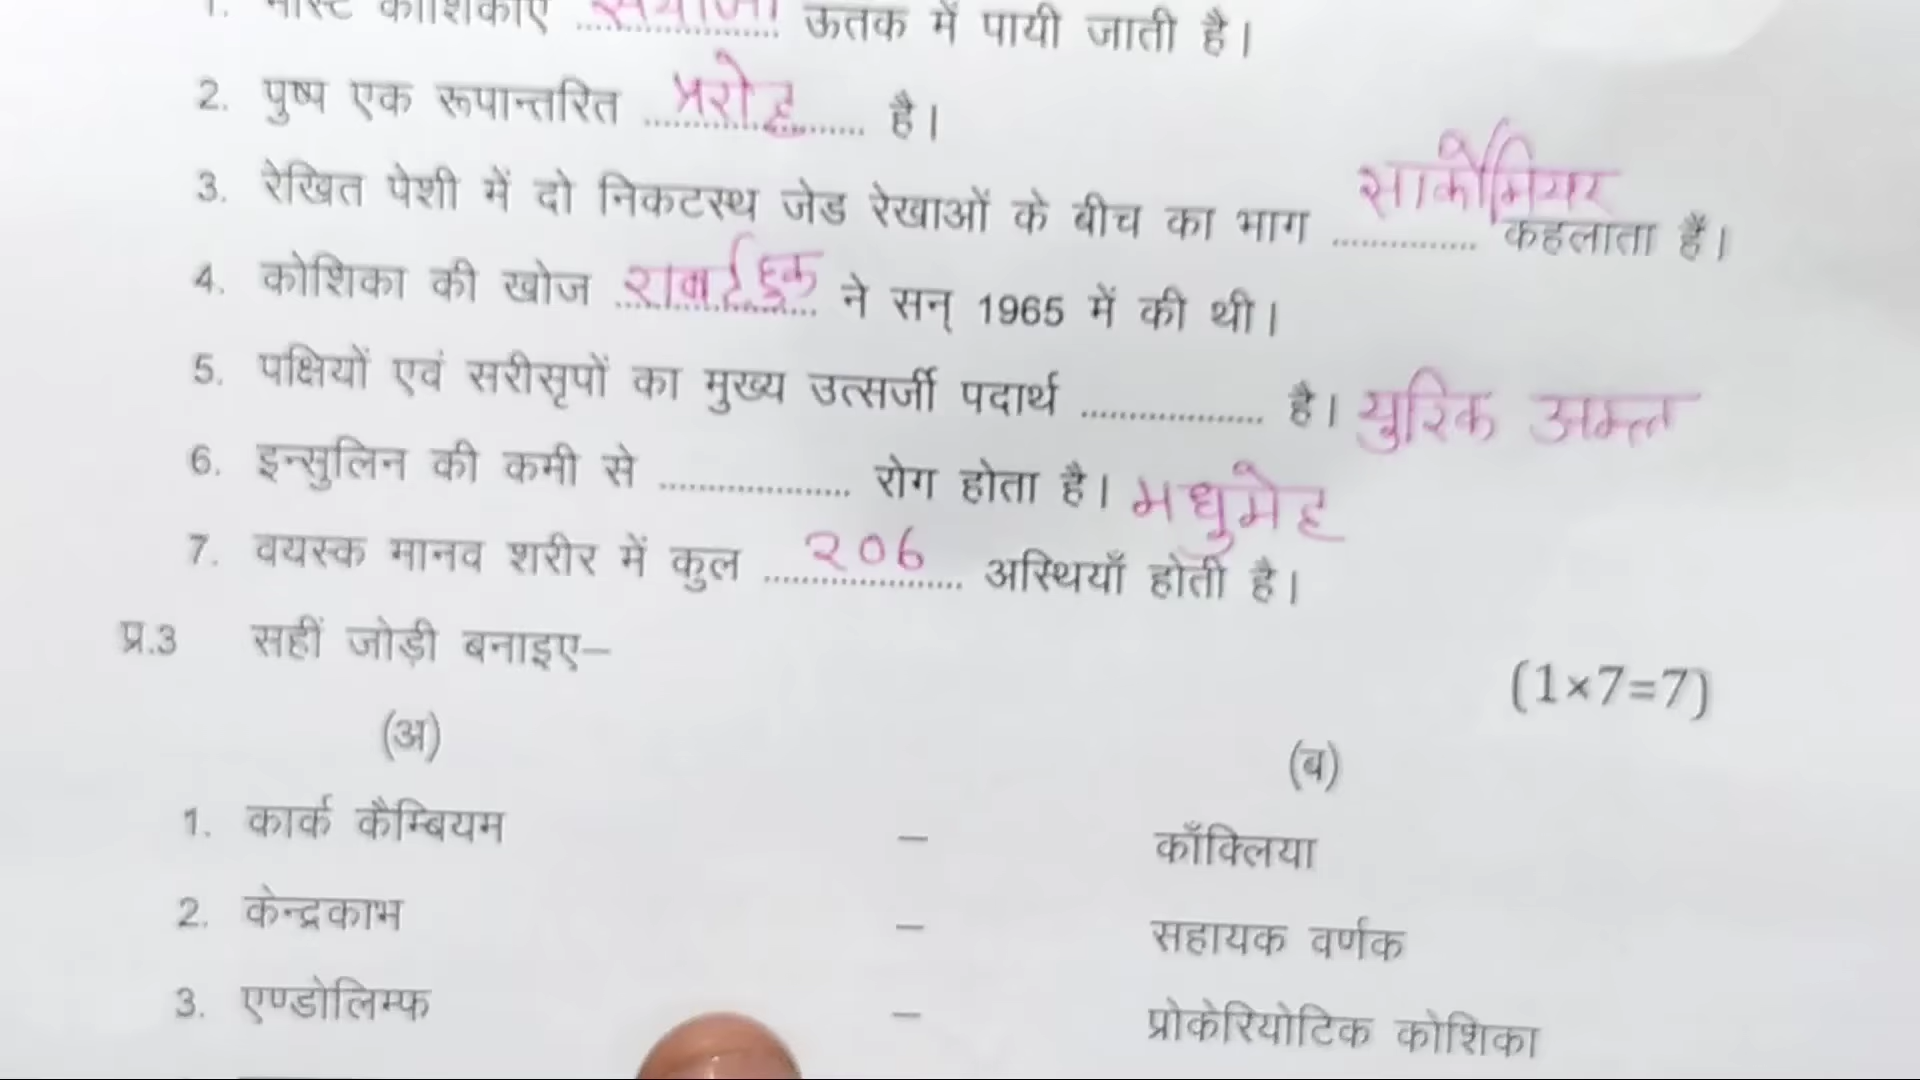 1. मास्ट कोशिकाएँ संयोजी ऊतक में पायी जाती है।
2. पुष्प एक रूपान्तरित प्ररोह है।
3. रेखित पेशी में दो निकटस्थ जेड रेखाओं के बीच का भाग सार्कोमियर कहलाता है।
4. कोशिका की खोज राबर्ट हुक ने सन् 1965 में की थी।
5. पक्षियों एवं सरीसृपों का मुख्य उत्सर्जी पदार्थ .................. है। युरिक अम्ल
6. इन्सुलिन की कमी से .................. रोग होता है। मधुमेह
7. वयस्क मानव शरीर में कुल २०6 अस्थियाँ होती है।
प्र.3 सहीं जोड़ी बनाइए–
(1×7=7)
(अ) (ब)
1. कार्क कैम्बियम – काँक्लिया
2. केन्द्रकाभ – सहायक वर्णक
3. एण्डोलिम्फ – प्रोकेरियोटिक कोशिका